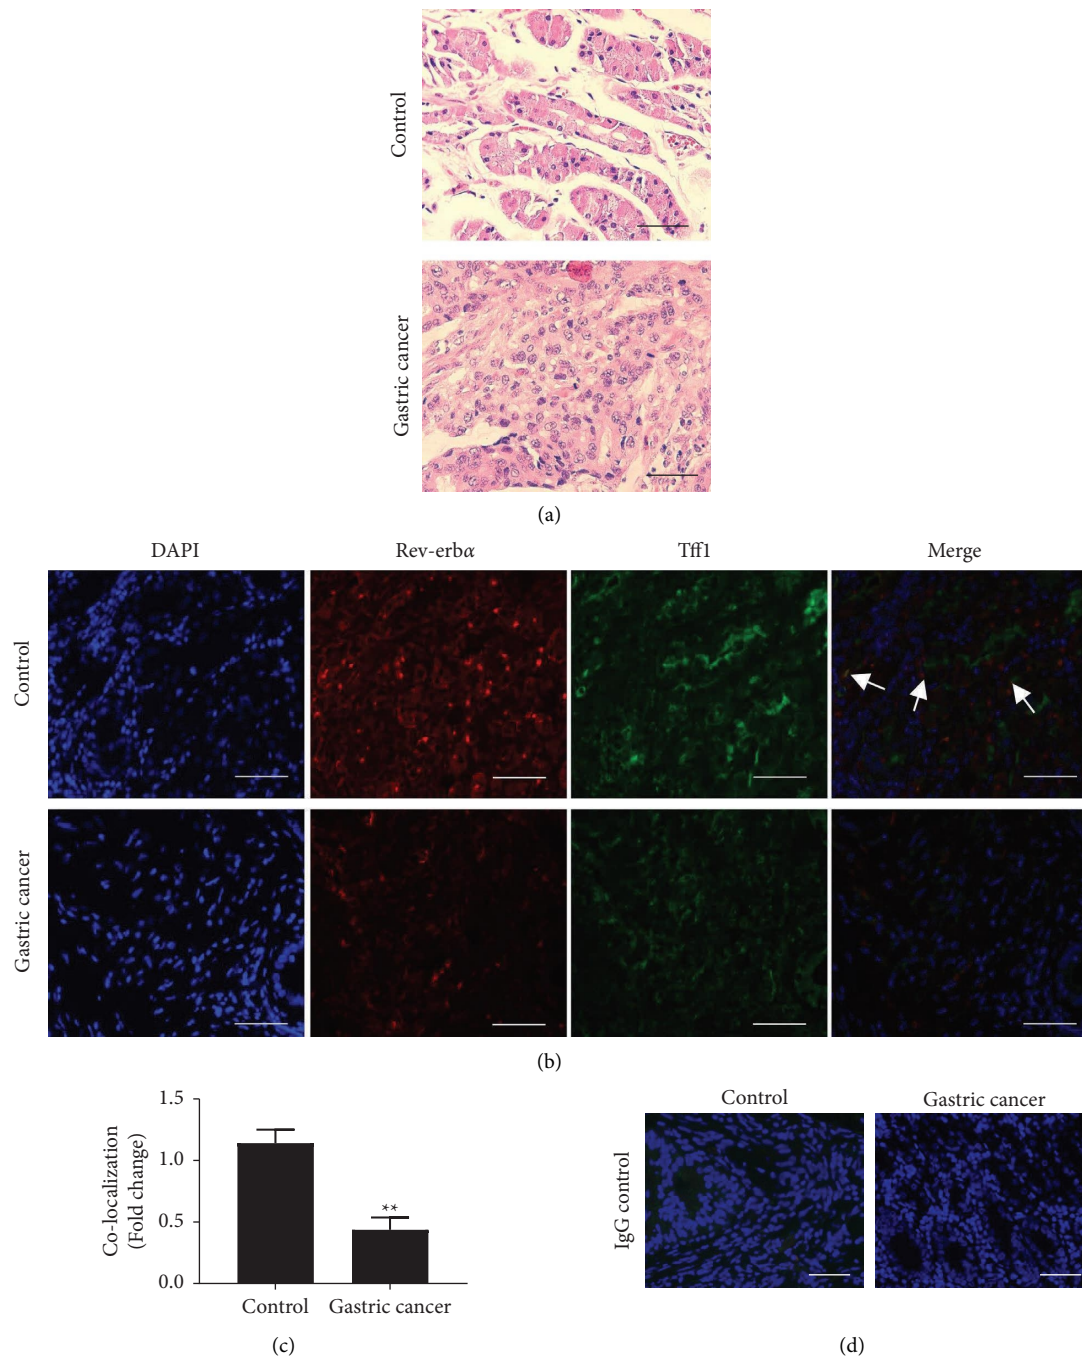 Control
Gastric cancer
(a)
DAPI
Rev-erbα
Tff1
Merge
Control
Gastric cancer
(b)
Co-localization
(Fold change)
1.5
1.0
0.5
0.0
**
Control
Gastric cancer
(c)
Control
Gastric cancer
IgG control
(d)